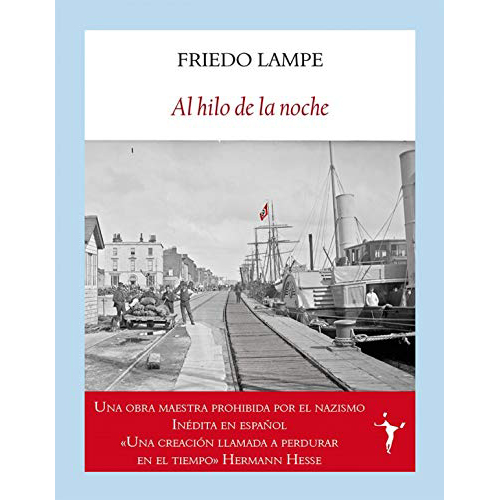 FRIEDO LAMPE
Al hilo de la noche
UNA OBRA MAESTRA PROHIBIDA POR EL NAZISMO
INÉDITA EN ESPAÑOL
«UNA CREACIÓN LLAMADA A PERDURAR
EN EL TIEMPO» HERMANN HESSE